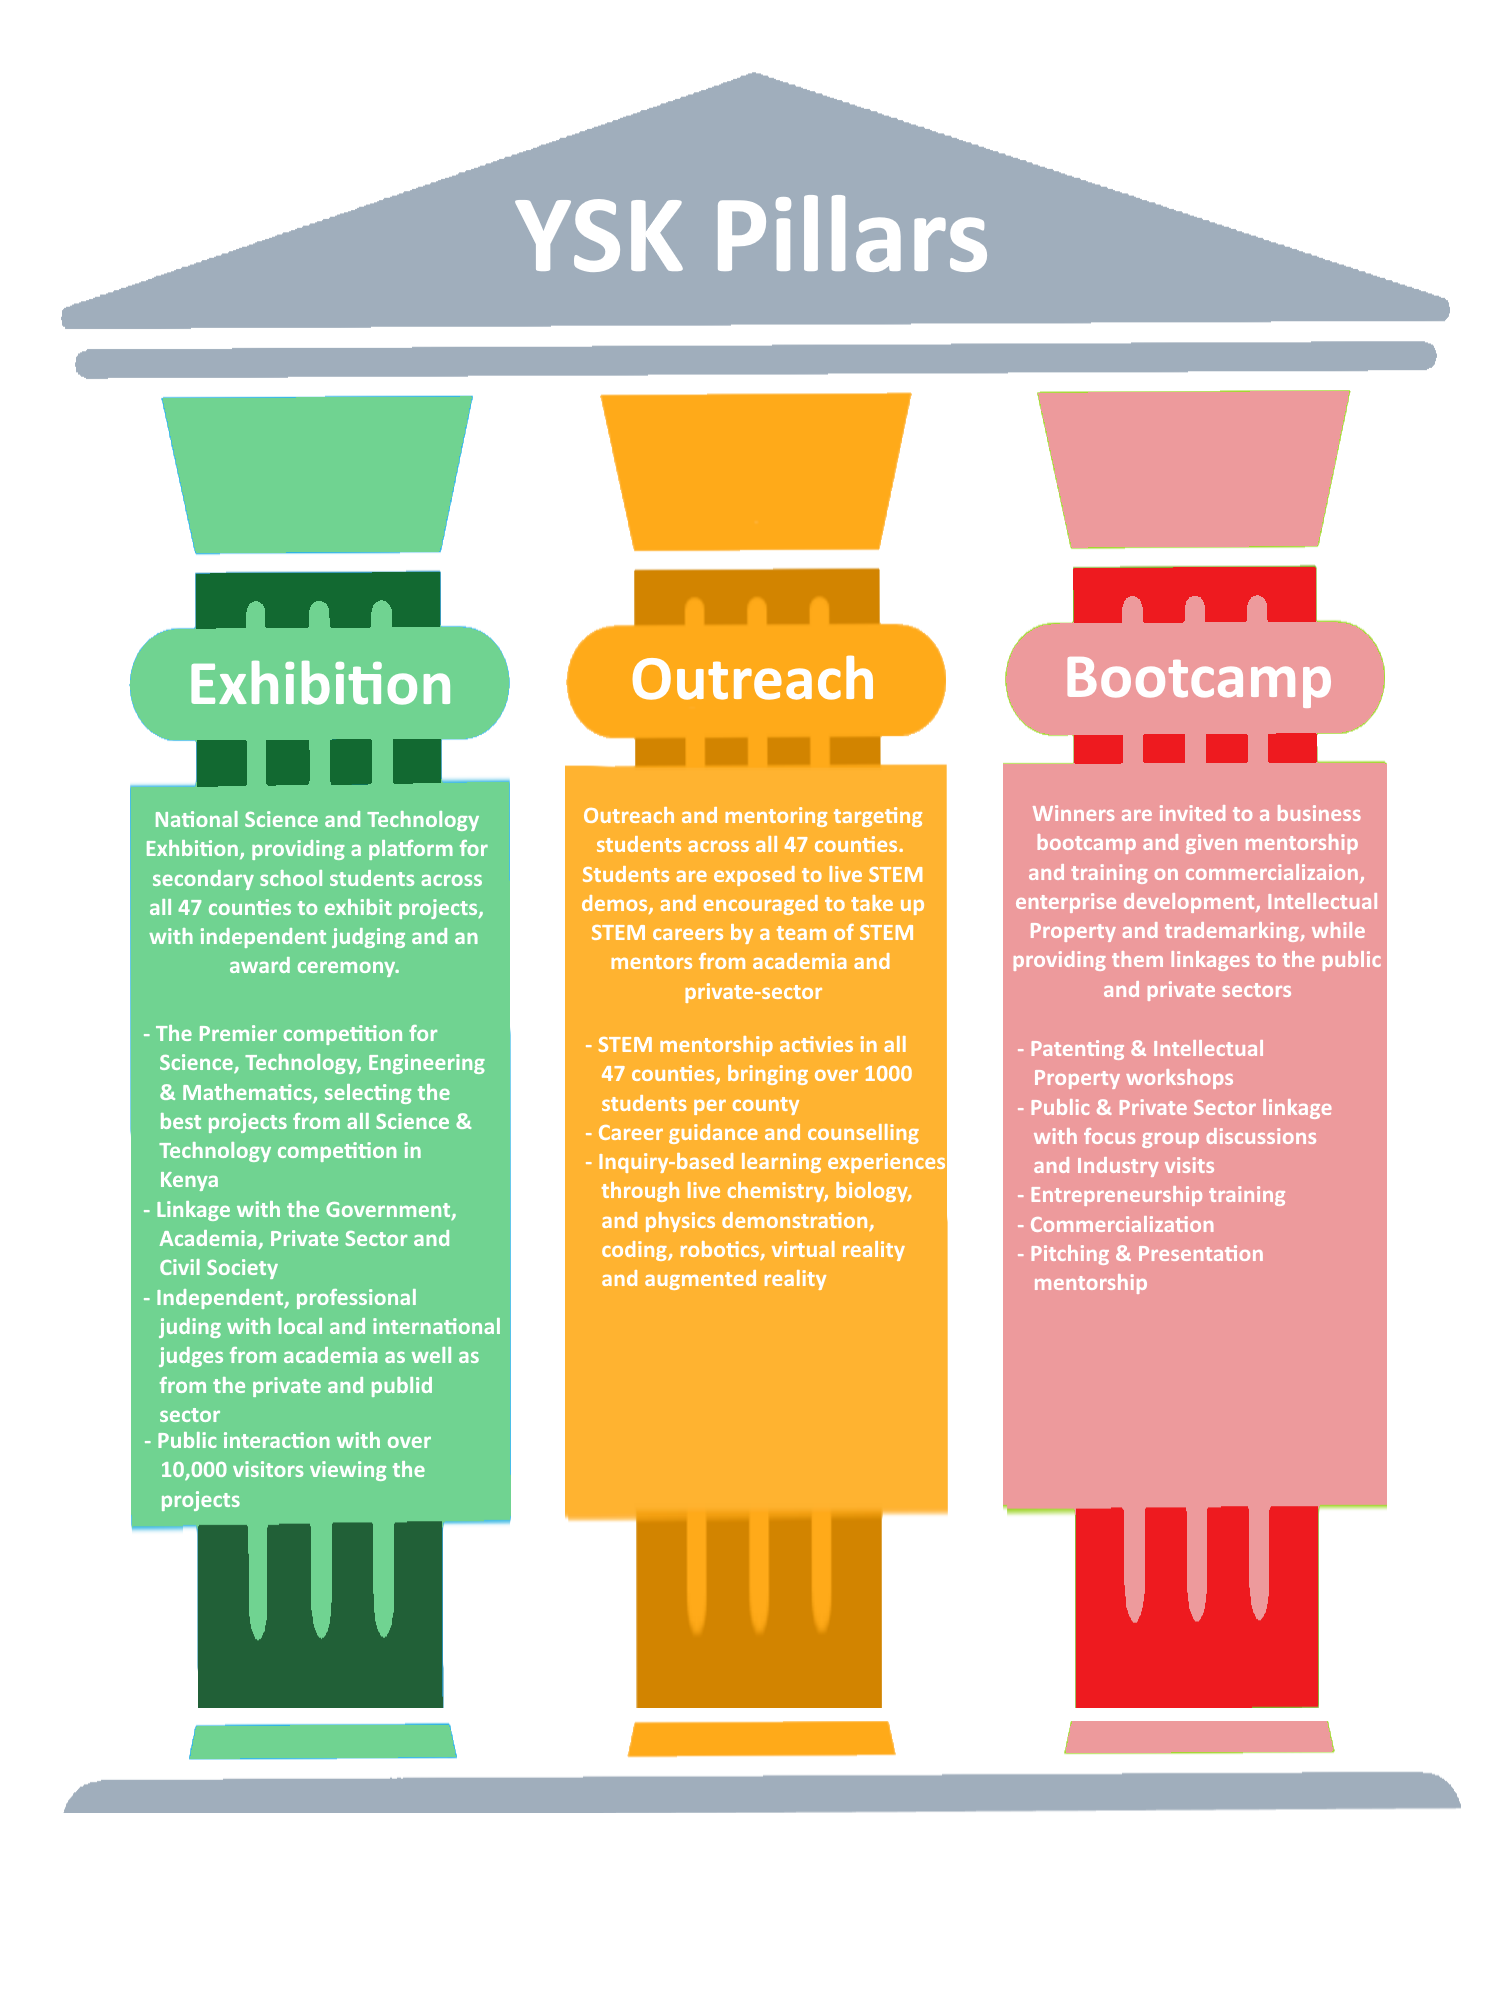 YSK Pillars
Exhibition
National Science and Technology
Exhbition, providing a platform for
secondary school students across
all 47 counties to exhibit projects,
with independent judging and an
award ceremony.
- The Premier competition for
Science, Technology, Engineering
& Mathematics, selecting the
best projects from all Science &
Technology competition in
Kenya
- Linkage with the Government,
Academia, Private Sector and
Civil Society
- Independent, professional
juding with local and international
judges from academia as well as
from the private and publid
sector
- Public interaction with over
10,000 visitors viewing the
projects
Outreach
Outreach and mentoring targeting
students across all 47 counties.
Students are exposed to live STEM
demos, and encouraged to take up
STEM careers by a team of STEM
mentors from academia and
private-sector
- STEM mentorship activies in all
47 counties, bringing over 1000
students per county
- Career guidance and counselling
- Inquiry-based learning experiences
through live chemistry, biology,
and physics demonstration,
coding, robotics, virtual reality
and augmented reality
Bootcamp
Winners are invited to a business
bootcamp and given mentorship
and training on commercializaion,
enterprise development, Intellectual
Property and trademarking, while
providing them linkages to the public
and private sectors
- Patenting & Intellectual
Property workshops
- Public & Private Sector linkage
with focus group discussions
and Industry visits
- Entrepreneurship training
- Commercialization
- Pitching & Presentation
mentorship